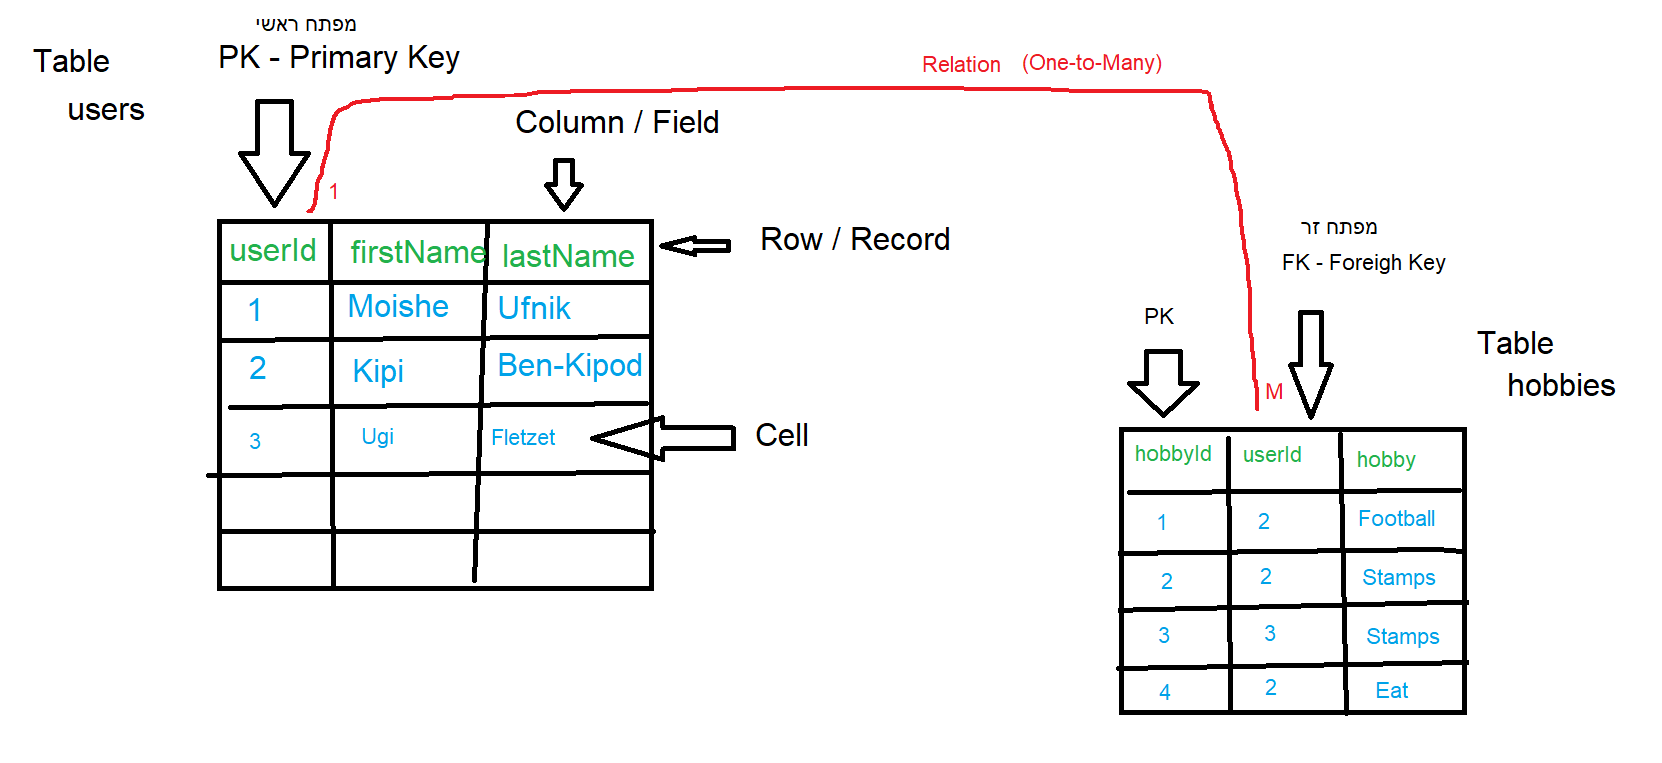 מפתח ראשי
PK - Primary Key
Table
users
Relation (One-to-Many)
Column / Field
1
Row / Record
userId firstName lastName
1 Moishe Ufnik
2 Kipi Ben-Kipod
3 Ugi Fletzet
Cell
מפתח זר
FK - Foreigh Key
PK
Table
hobbies
M
hobbyId userId hobby
1 2 Football
2 2 Stamps
3 3 Stamps
4 2 Eat